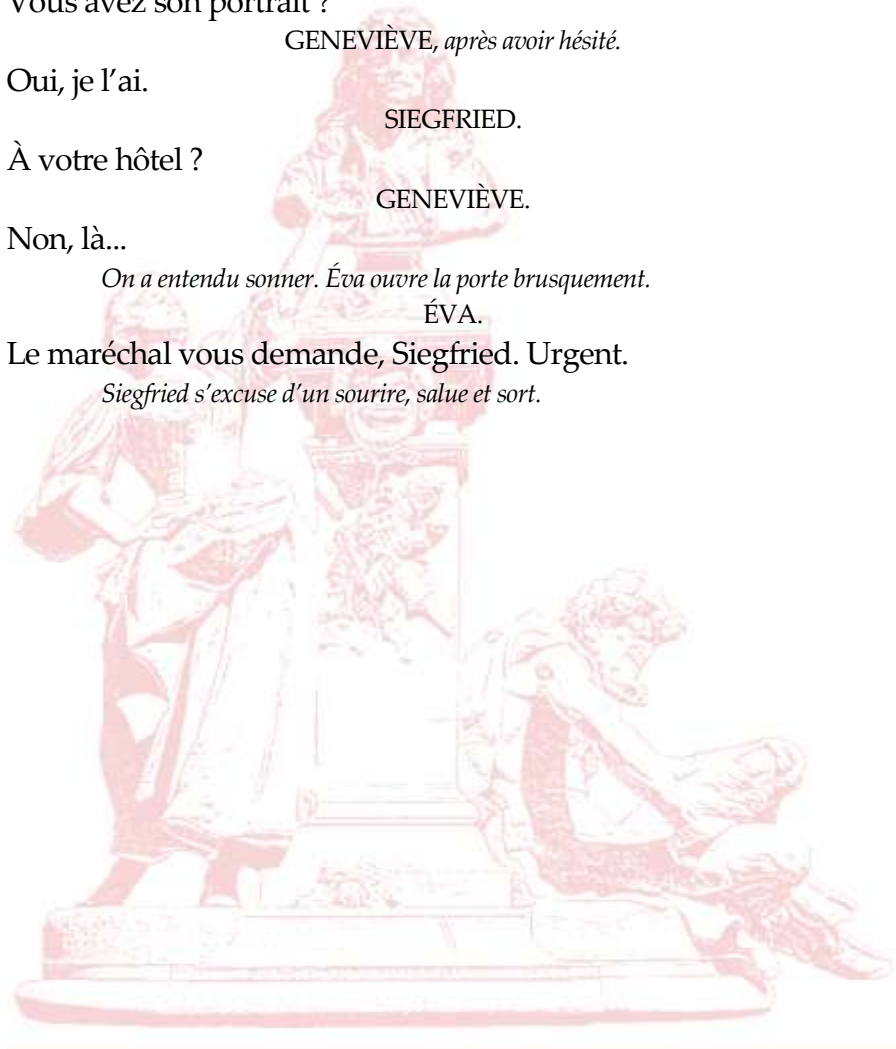 Vous avez son portrait ?
GENEVIÈVE, après avoir hésité.
Oui, je l’ai.
SIEGFRIED.
À votre hôtel ?
GENEVIÈVE.
Non, là...
On a entendu sonner. Éva ouvre la porte brusquement.
ÉVA.
Le maréchal vous demande, Siegfried. Urgent.
Siegfried s’excuse d’un sourire, salue et sort.